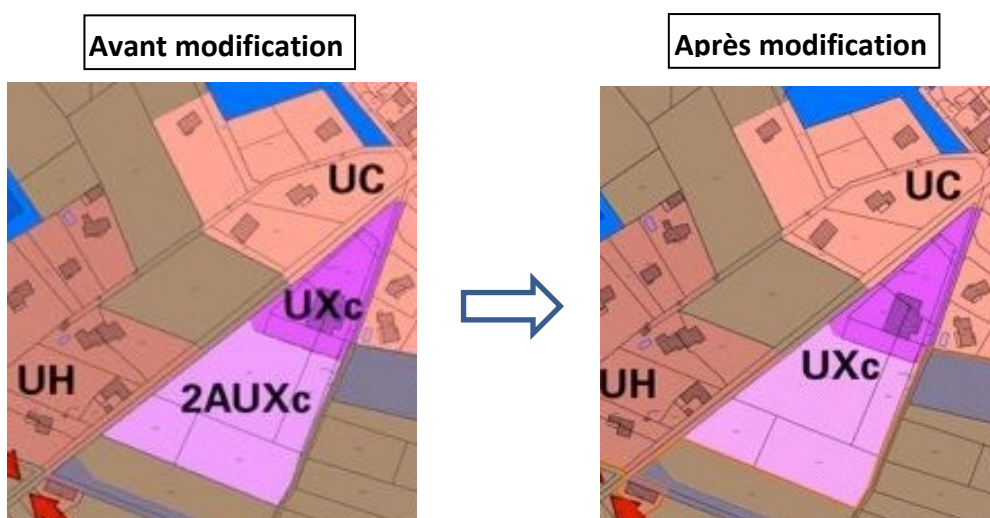 Avant modification
Après modification
UC
UXc
2AUXc
UH
UC
UXc
UH